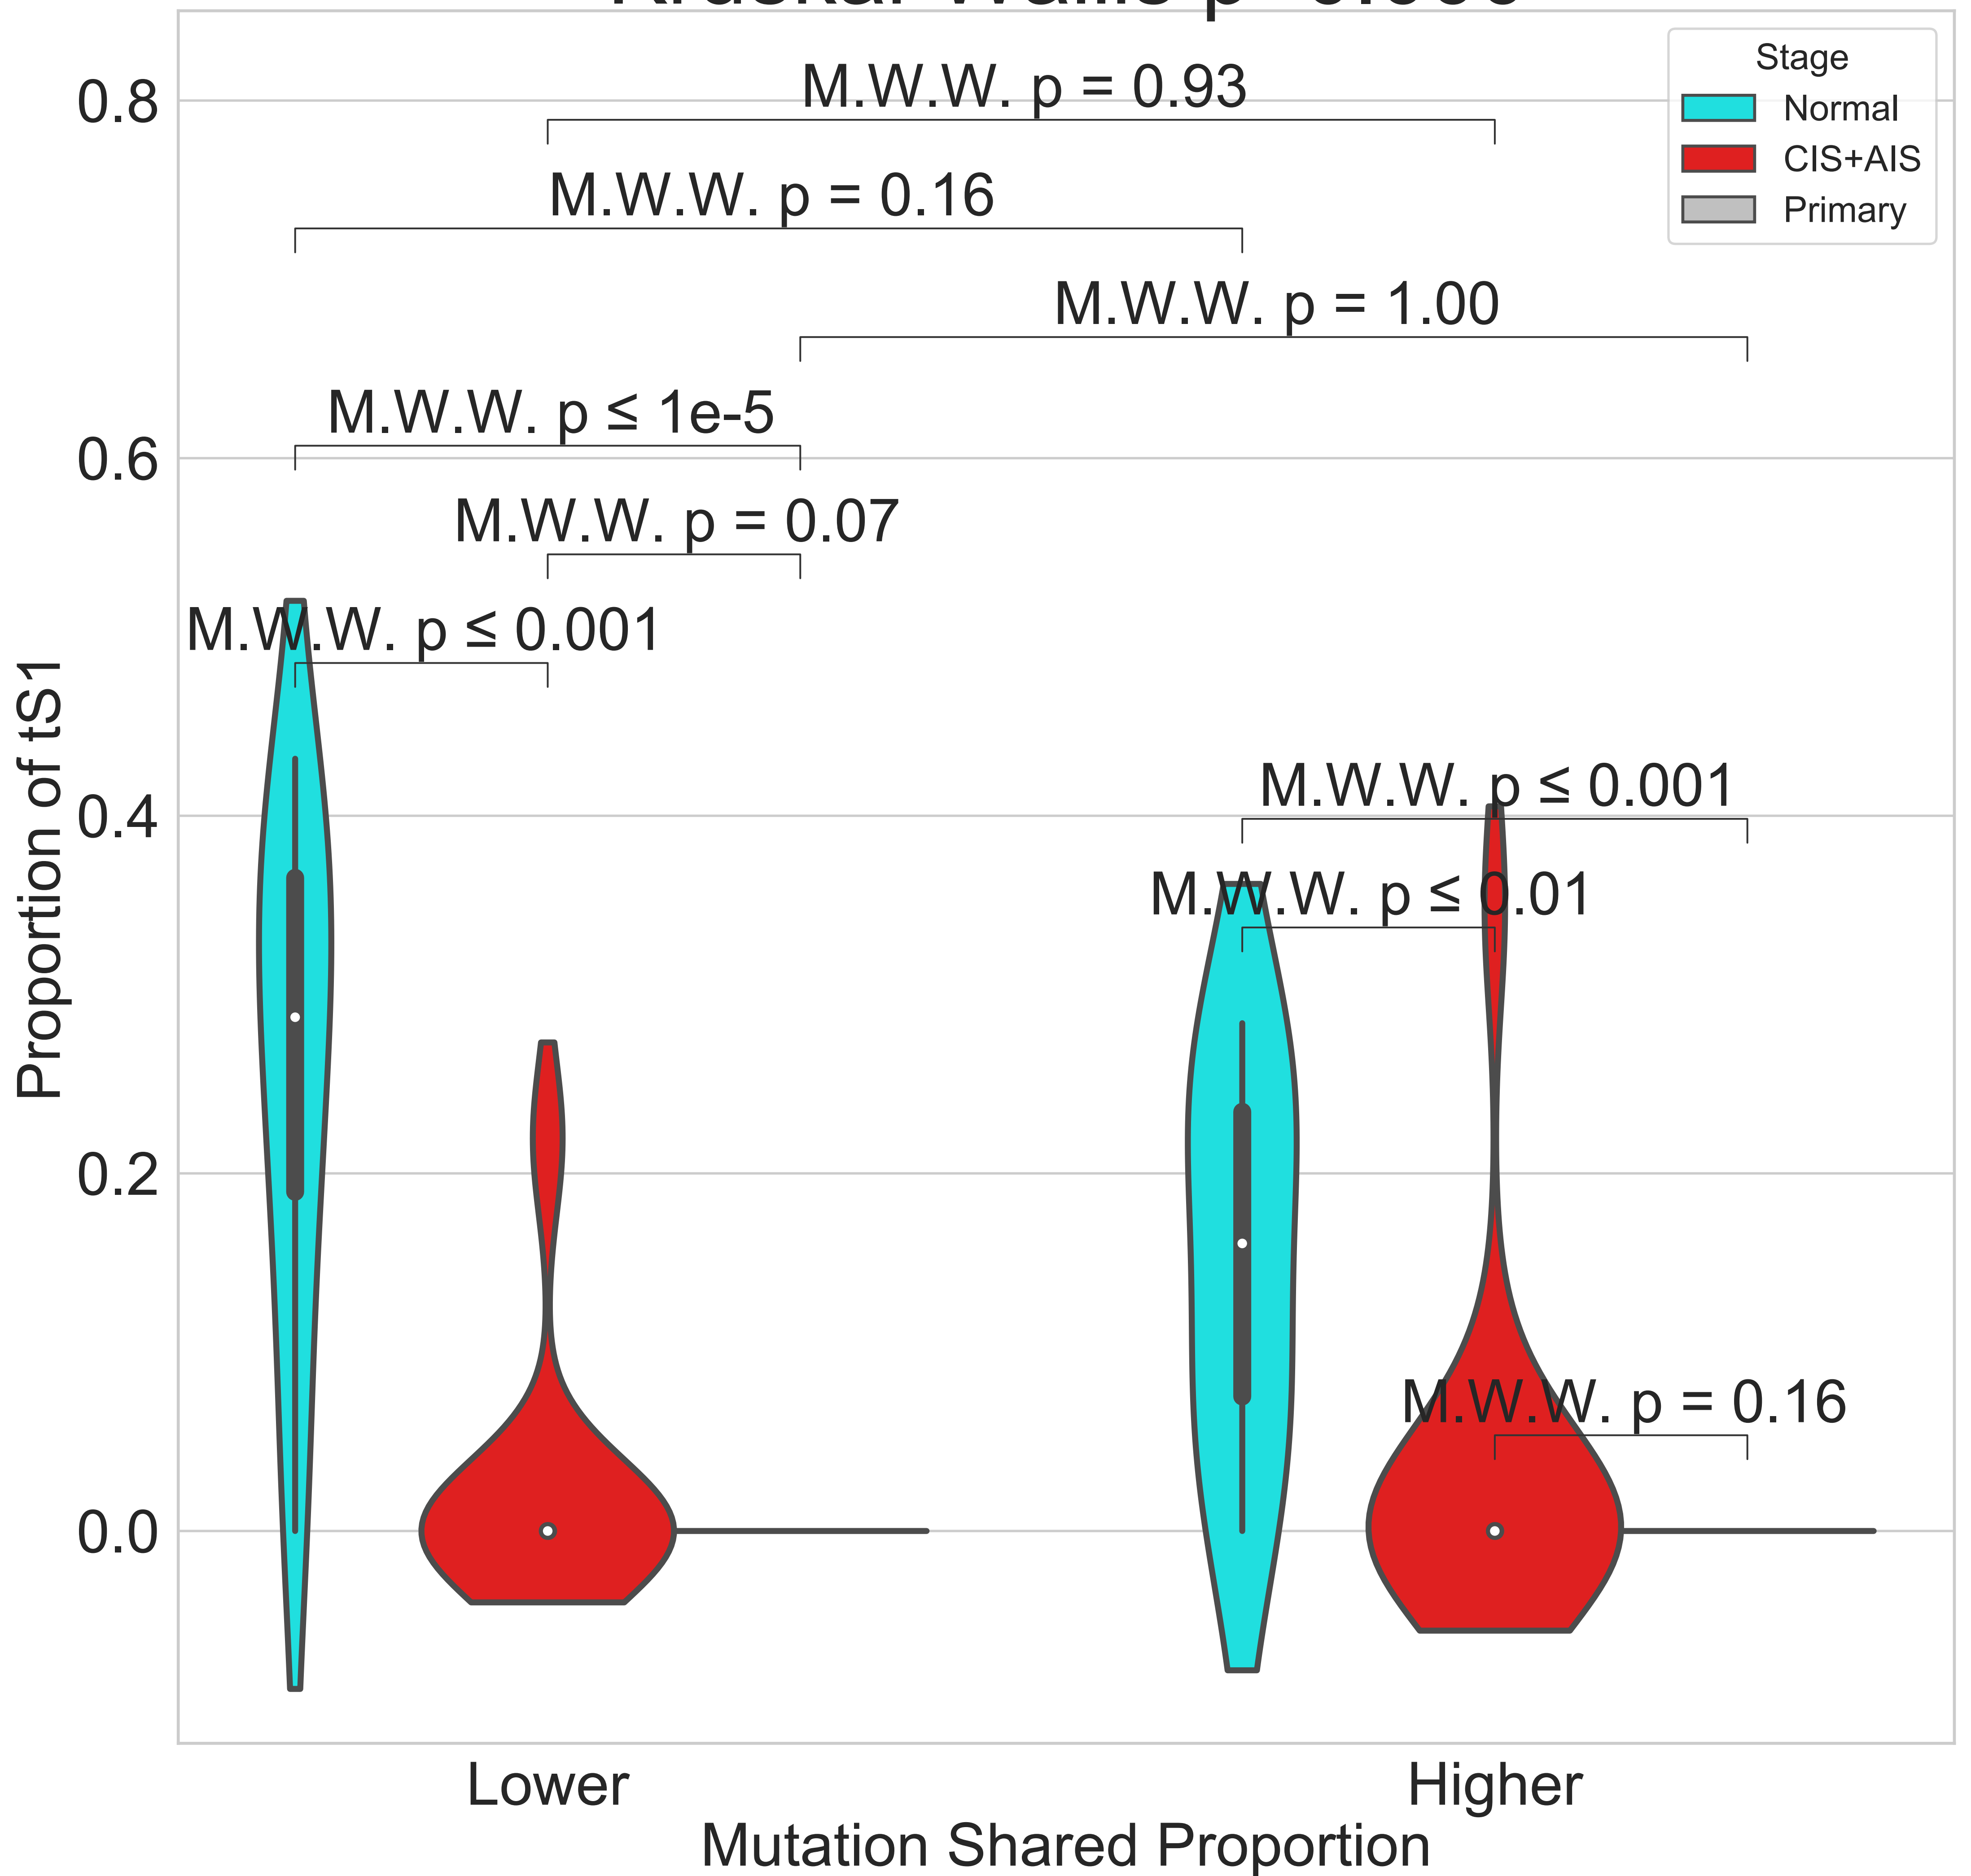 0.8
0.6
0.4
0.2
0.0
Proportion of tS1
M.W.W. p = 0.93
M.W.W. p = 0.16
M.W.W. p = 1.00
M.W.W. p ≤ 1e-5
M.W.W. p = 0.07
M.W.W. p ≤ 0.001
M.W.W. p ≤ 0.001
M.W.W. p ≤ 0.01
M.W.W. p = 0.16
Stage
Normal
CIS+AIS
Primary
Lower
Higher
Mutation Shared Proportion